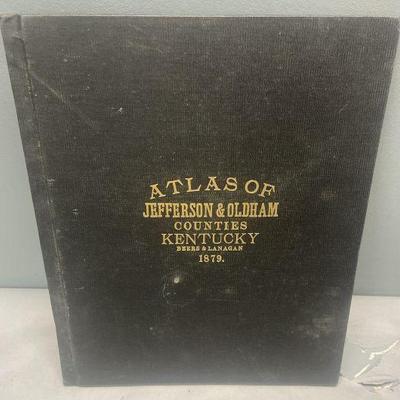 ATLAS OF
JEFFERSON & OLDHAM
COUNTIES
KENTUCKY
BEERS & LANAGAN
1879.